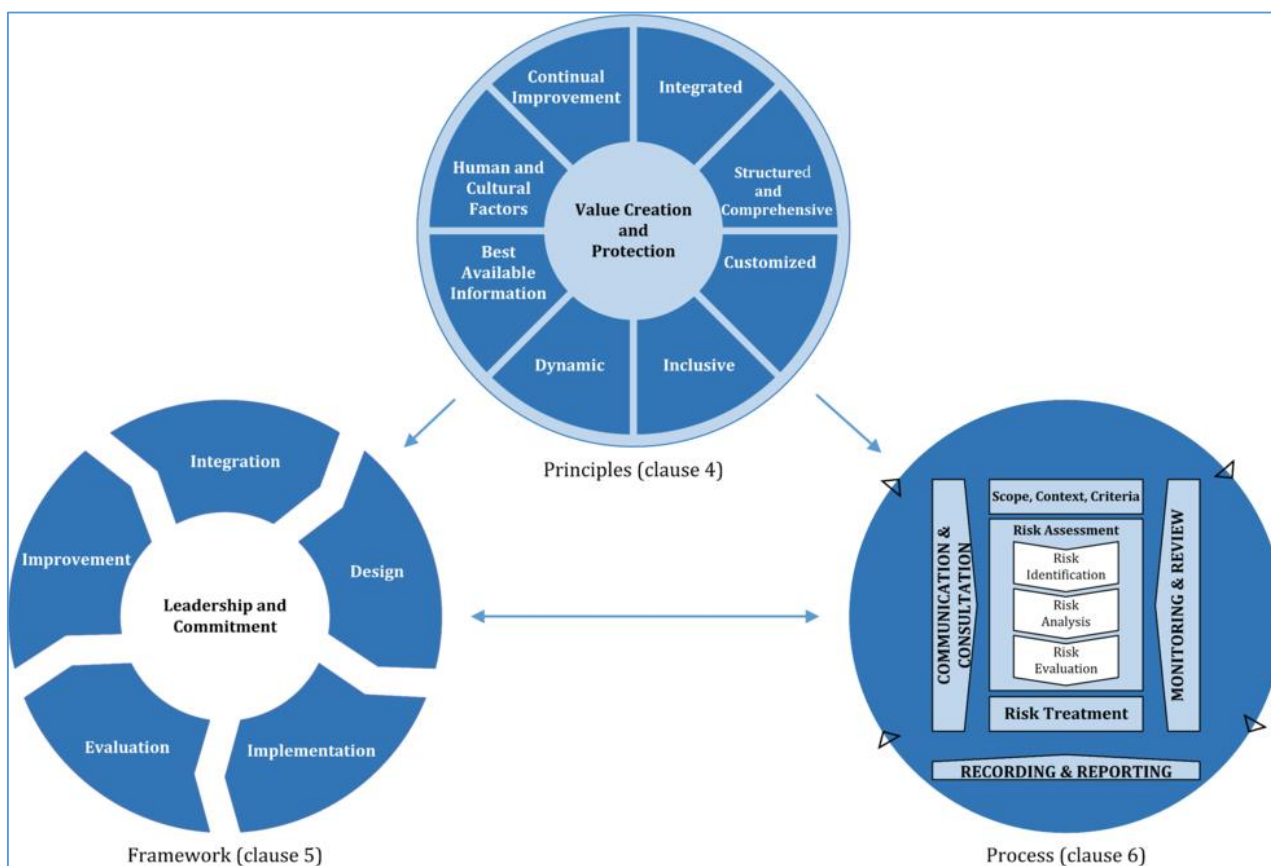 Continual
Improvement
Integrated
Human and
Cultural
Factors
Structured
and
Comprehensive
Value Creation
and
Protection
Best
Available
Information
Customized
Dynamic
Inclusive
Principles (clause 4)
Integration
Improvement
Design
Leadership and
Commitment
Evaluation
Implementation
Framework (clause 5)
Scope, Context, Criteria
Risk Assessment
Risk
Identification
Risk
Analysis
Risk
Evaluation
Risk Treatment
COMMUNICATION &
CONSULTATION
MONITORING & REVIEW
RECORDING & REPORTING
Process (clause 6)